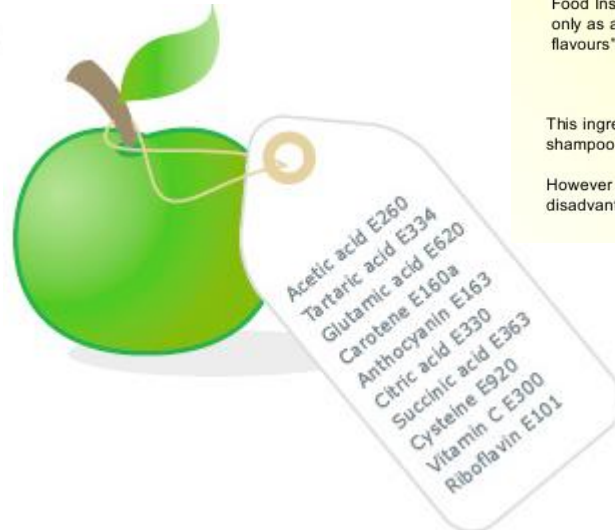 Food Ins
only as a
flavours"
This ingre
shampoo
However
disadvant
Acetic acid E260
Tartaric acid E334
Glutamic acid E620
Carotene E160a
Anthocyanin E163
Citric acid E330
Succinic acid E363
Cysteine E920
Vitamin C E300
Riboflavin E101